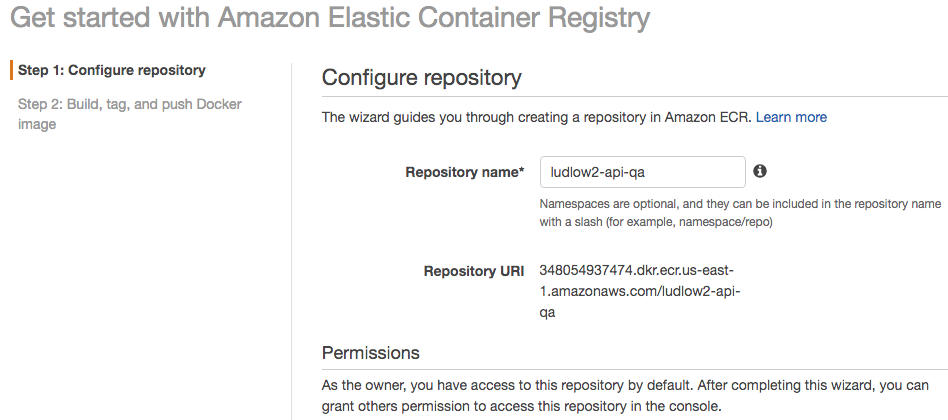 Get started with Amazon Elastic Container Registry
Step 1: Configure repository
Step 2: Build, tag, and push Docker
image
Configure repository
The wizard guides you through creating a repository in Amazon ECR. Learn more
Repository name* ludlow2-api-qa
Namespaces are optional, and they can be included in the repository name
with a slash (for example, namespace/repo)
Repository URI 348054937474.dkr.ecr.us-east-
1.amazonaws.com/ludlow2-api-
qa
Permissions
As the owner, you have access to this repository by default. After completing this wizard, you can
grant others permission to access this repository in the console.